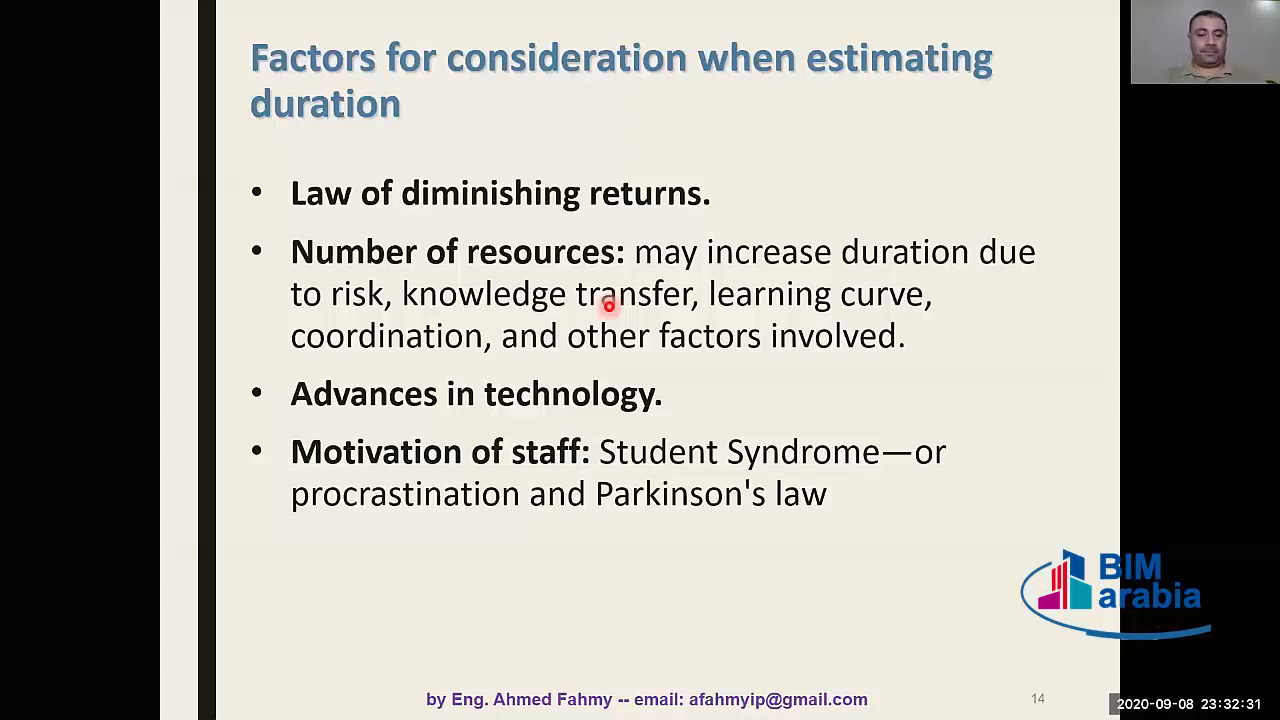 Factors for consideration when estimating
duration
• Law of diminishing returns.
• Number of resources: may increase duration due
to risk, knowledge transfer, learning curve,
coordination, and other factors involved.
• Advances in technology.
• Motivation of staff: Student Syndrome—or
procrastination and Parkinson's law
BIM
arabia
by Eng. Ahmed Fahmy -- email: afahmyip@gmail.com
14
2020-09-08 23:32:31